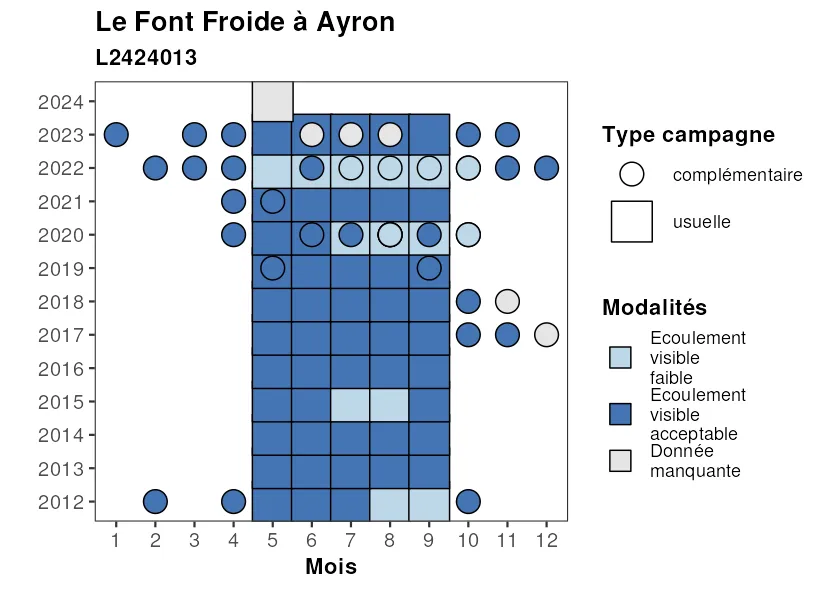 Le Font Froide à Ayron
L2424013
2024
2023
2022
2021
2020
2019
2018
2017
2016
2015
2014
2013
2012
1 2 3 4 5 6 7 8 9 10 11 12
Mois
Type campagne
complémentaire
usuelle
Modalités
Ecoulement
visible
faible
Ecoulement
visible
acceptable
Donnée
manquante